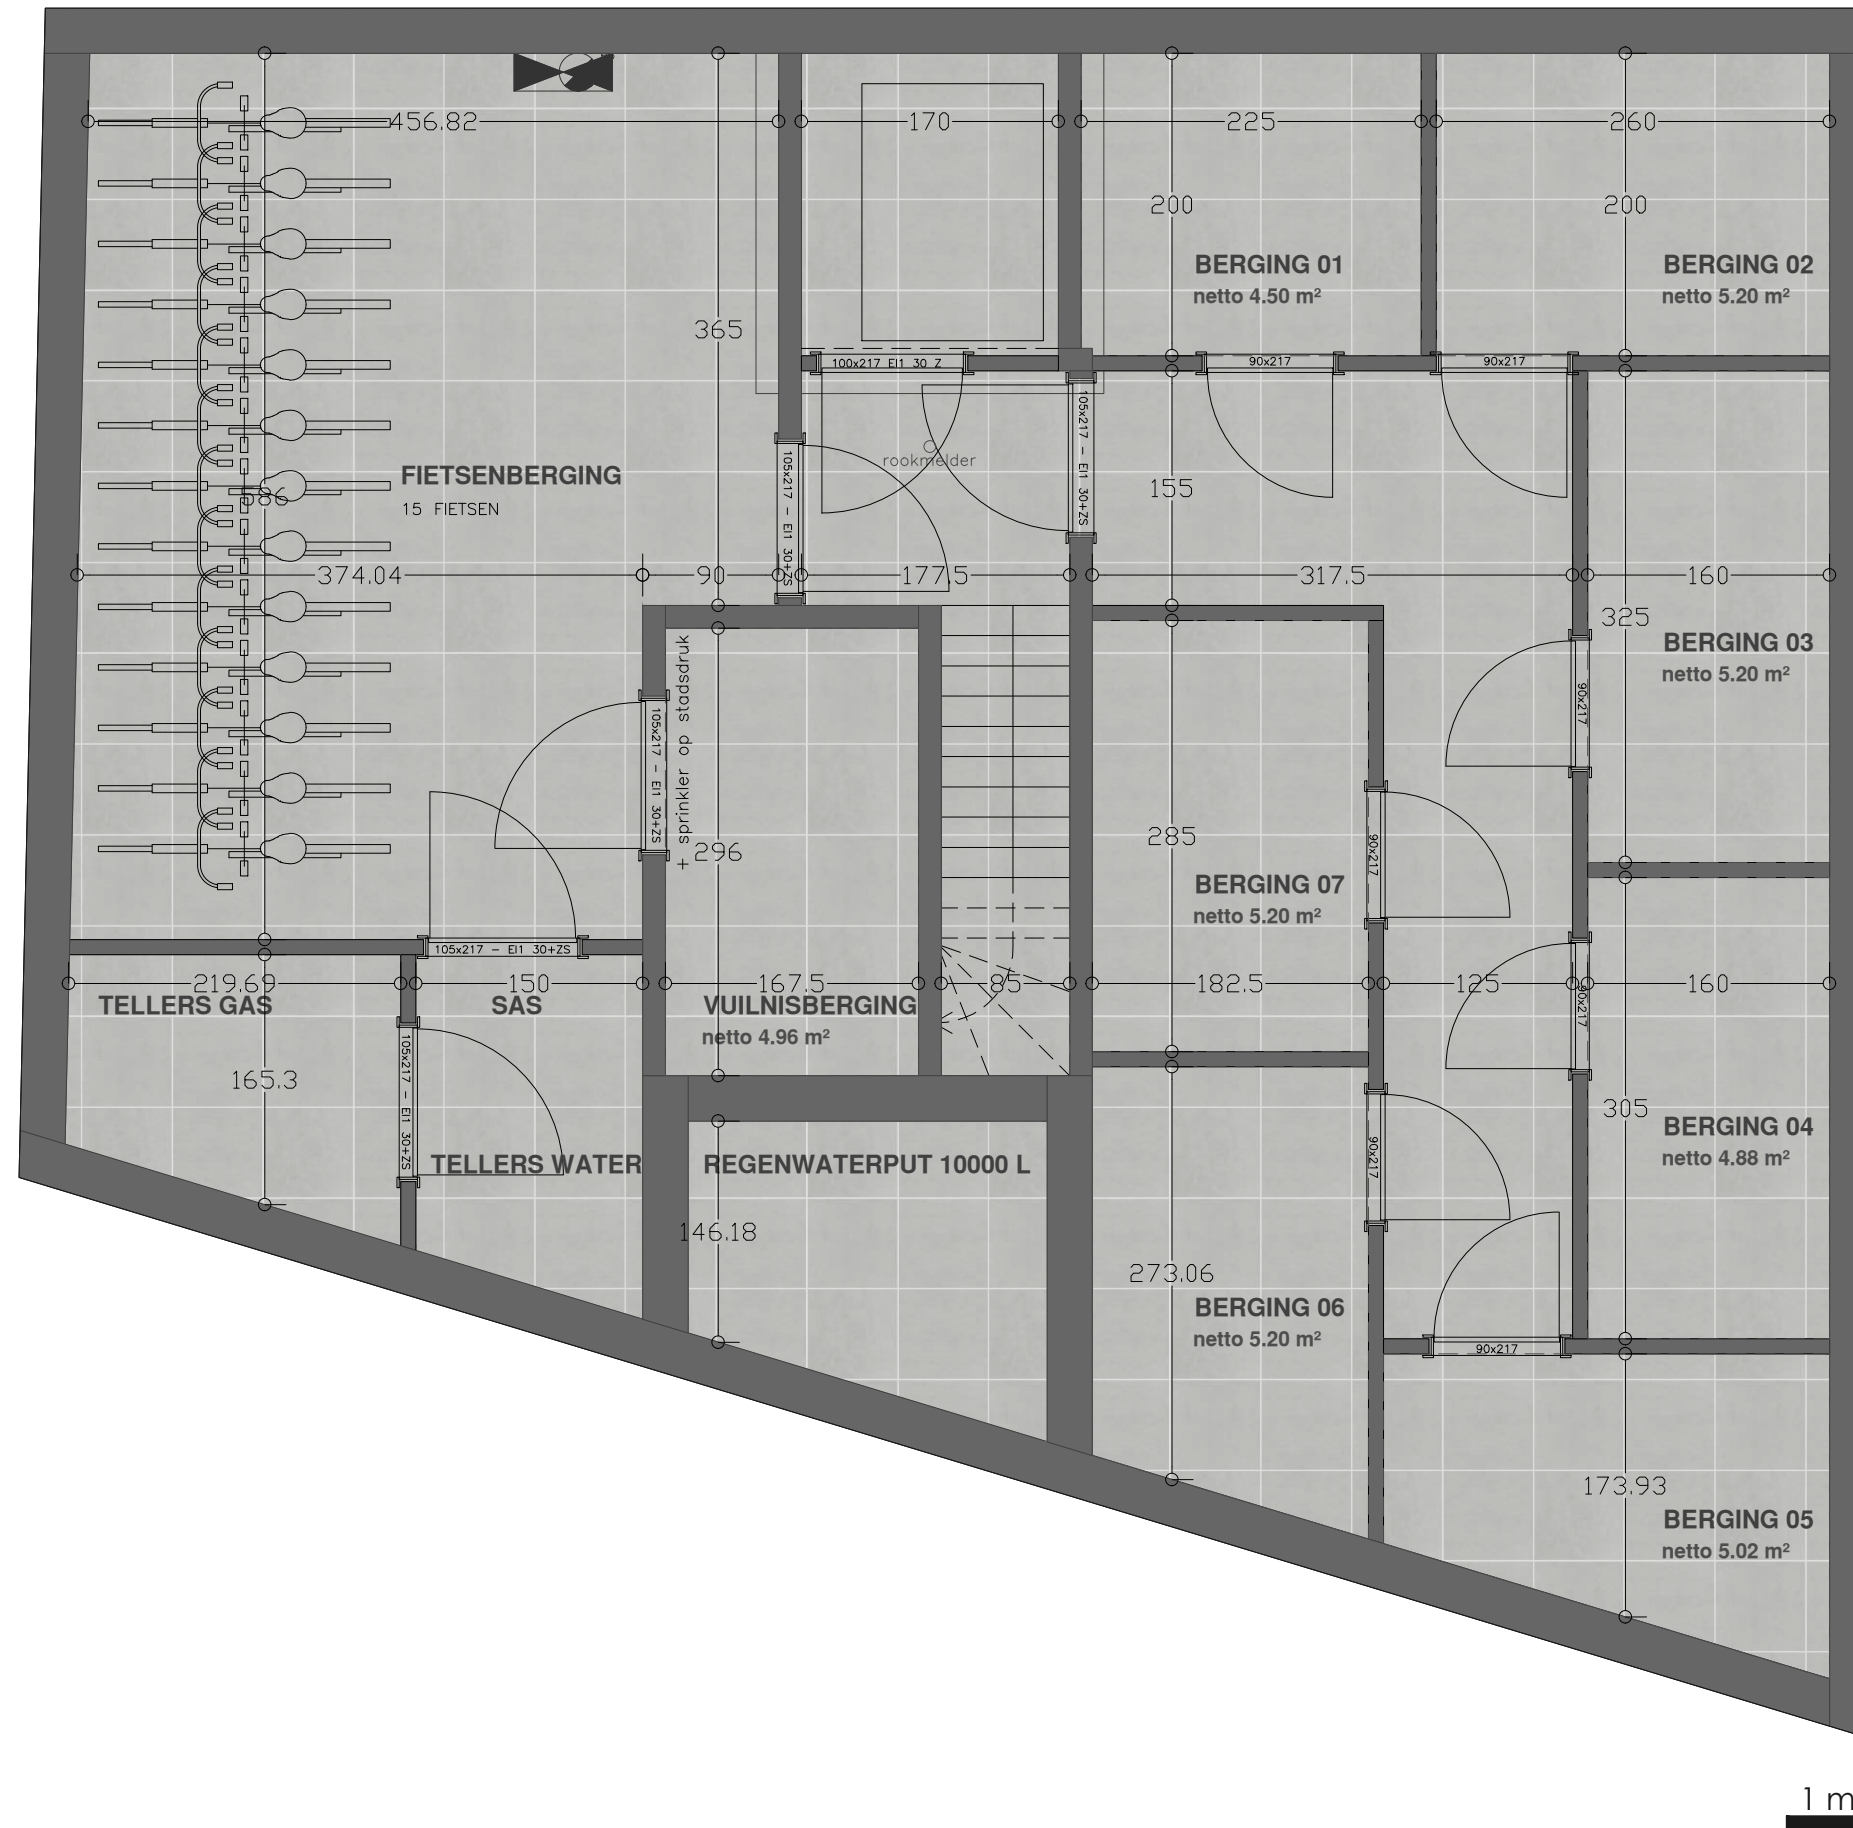 456.82
170
225
260
200
200
BERGING 01
netto 4.50 m²
BERGING 02
netto 5.20 m²
365
100x217 EI1 30 Z
90x217
90x217
105x217 - EI1 30+ZS
rookmelder
105x217 - EI1 30+ZS
FIETSENBERGING
15 FIETSEN
586
155
374.04
90
177.5
317.5
160
325
BERGING 03
netto 5.20 m²
90x217
+ sprinkler op stadsdruk
105x217 - EI1 30+ZS
296
285
90x217
BERGING 07
netto 5.20 m²
105x217 - EI1 30+ZS
219.69
150
167.5
85
182.5
125
160
90x217
TELLERS GAS
SAS
VUILNISBERGING
netto 4.96 m²
165.3
105x217 - EI1 30+ZS
305
BERGING 04
netto 4.88 m²
TELLERS WATER
REGENWATERPUT 10000 L
90x217
146.18
273.06
BERGING 06
netto 5.20 m²
90x217
173.93
BERGING 05
netto 5.02 m²
1 m